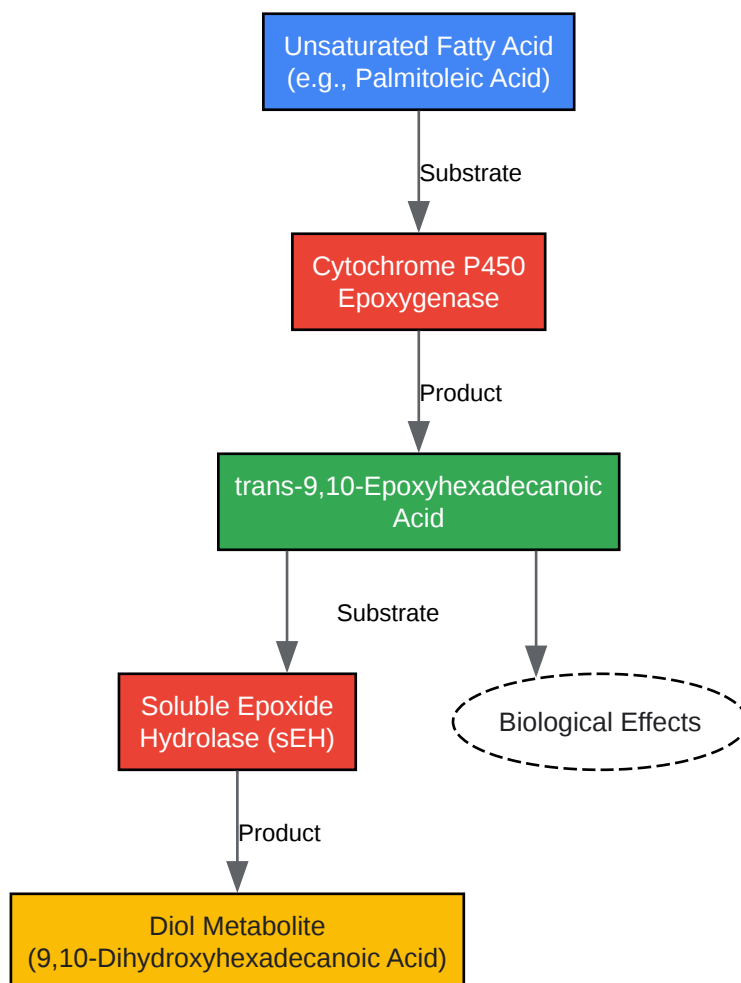 Unsaturated Fatty Acid
(e.g., Palmitoleic Acid)
Substrate
Cytochrome P450
Epoxygenase
Product
trans-9,10-Epoxyhexadecanoic
Acid
Substrate
Soluble Epoxide
Hydrolase (sEH)
Biological Effects
Product
Diol Metabolite
(9,10-Dihydroxyhexadecanoic Acid)